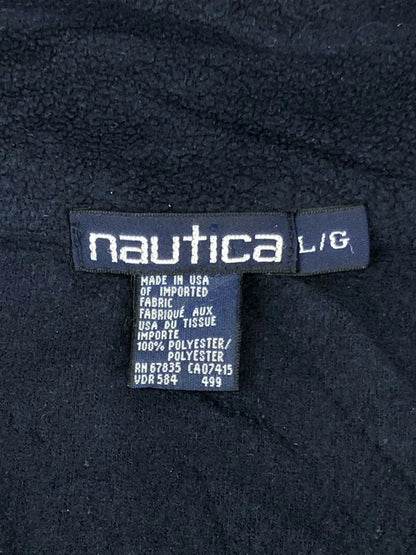 nautica L/G
MADE IN USA
OF IMPORTED
FABRIC
FABRIQUÉ AUX
USA DU TISSUE
IMPORTE
100% POLYESTER/
POLYESTER
RN 67835 CA07415
VDR 584 499